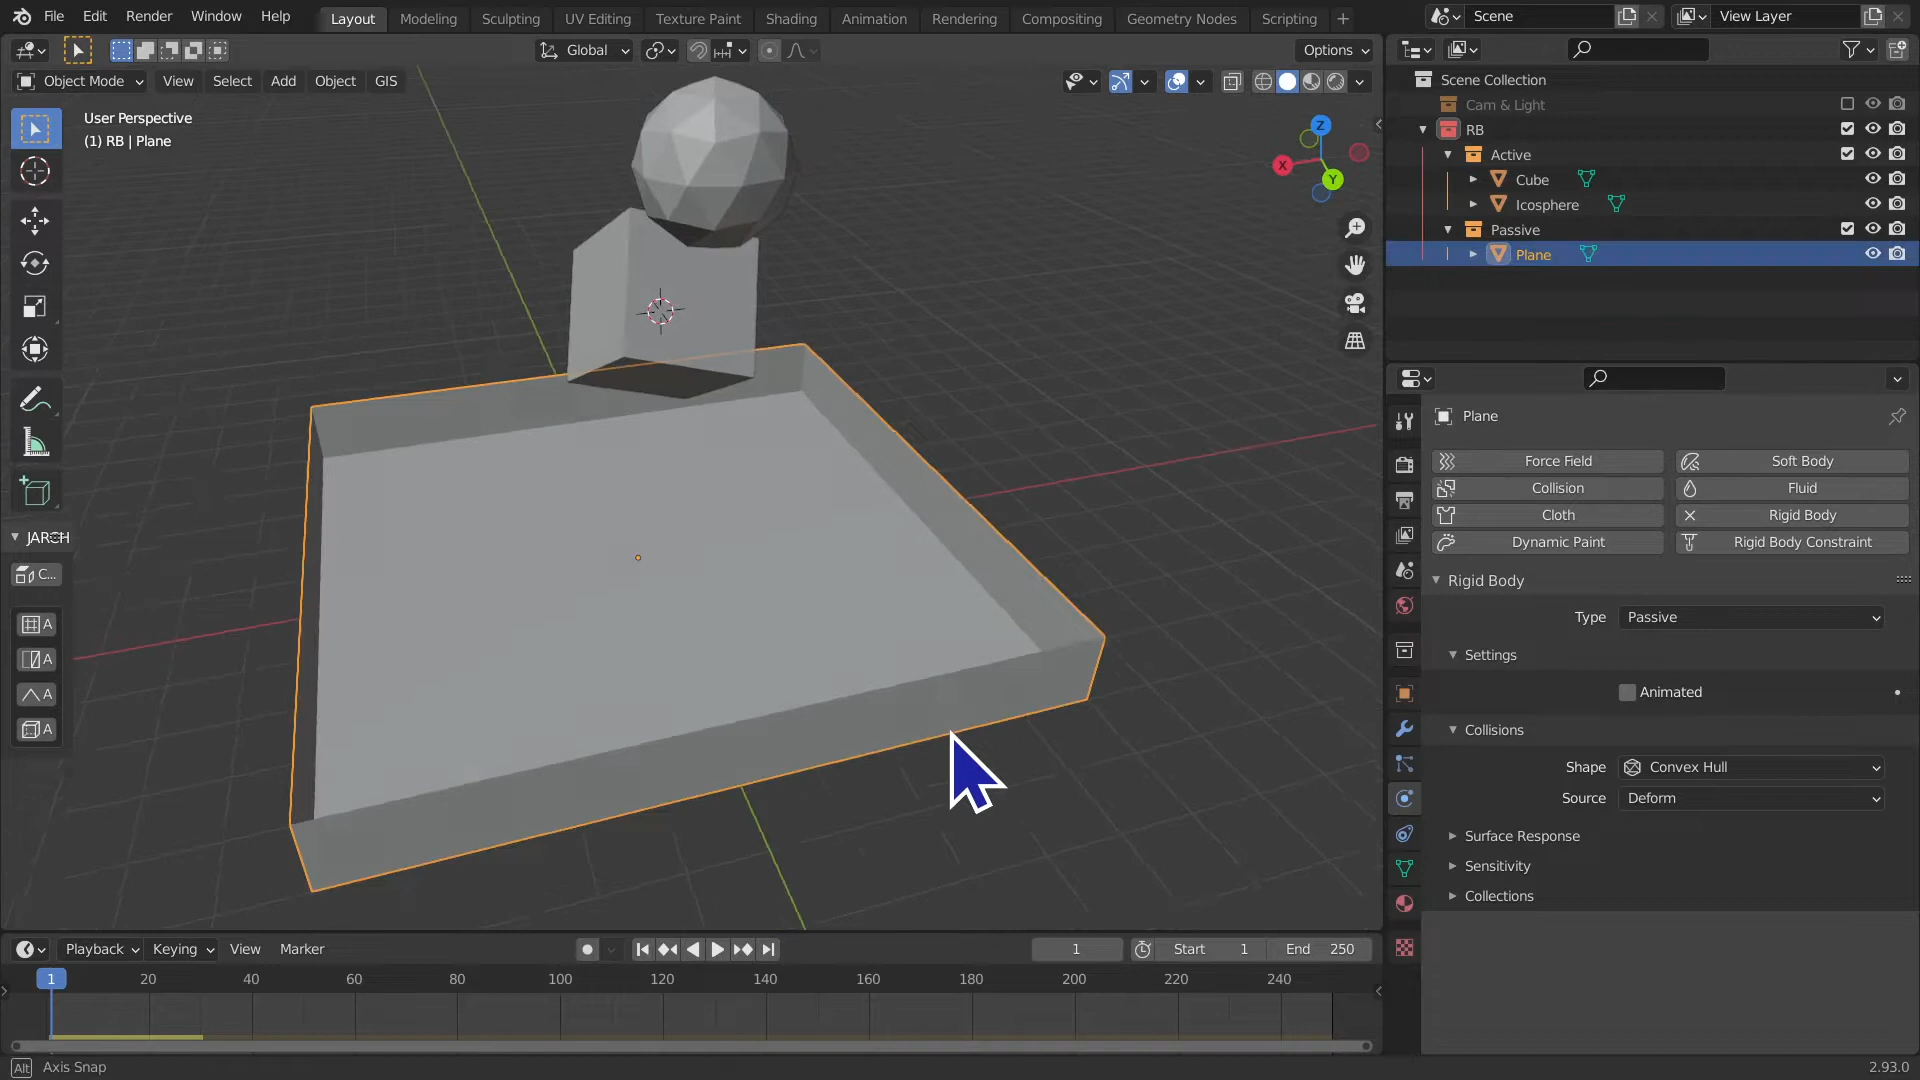 File Edit Render Window Help Layout Modeling Sculpting UV Editing Texture Paint Shading Animation Rendering Compositing Geometry Nodes Scripting + Scene View Layer
Global Options
Object Mode View Select Add Object GIS
User Perspective
(1) RB | Plane
Z
X
Y
Scene Collection
Cam & Light
RB
Active
Cube
Icosphere
Passive
Plane
Plane
Force Field Soft Body
Collision Fluid
Cloth Rigid Body
Dynamic Paint Rigid Body Constraint
Rigid Body
Type Passive
Settings
Animated
Collisions
Shape Convex Hull
Source Deform
Surface Response
Sensitivity
Collections
C...
A
A
A
A
Playback Keying View Marker 1 Start 1 End 250
1 20 40 60 80 100 120 140 160 180 200 220 240
Alt Axis Snap 2.93.0